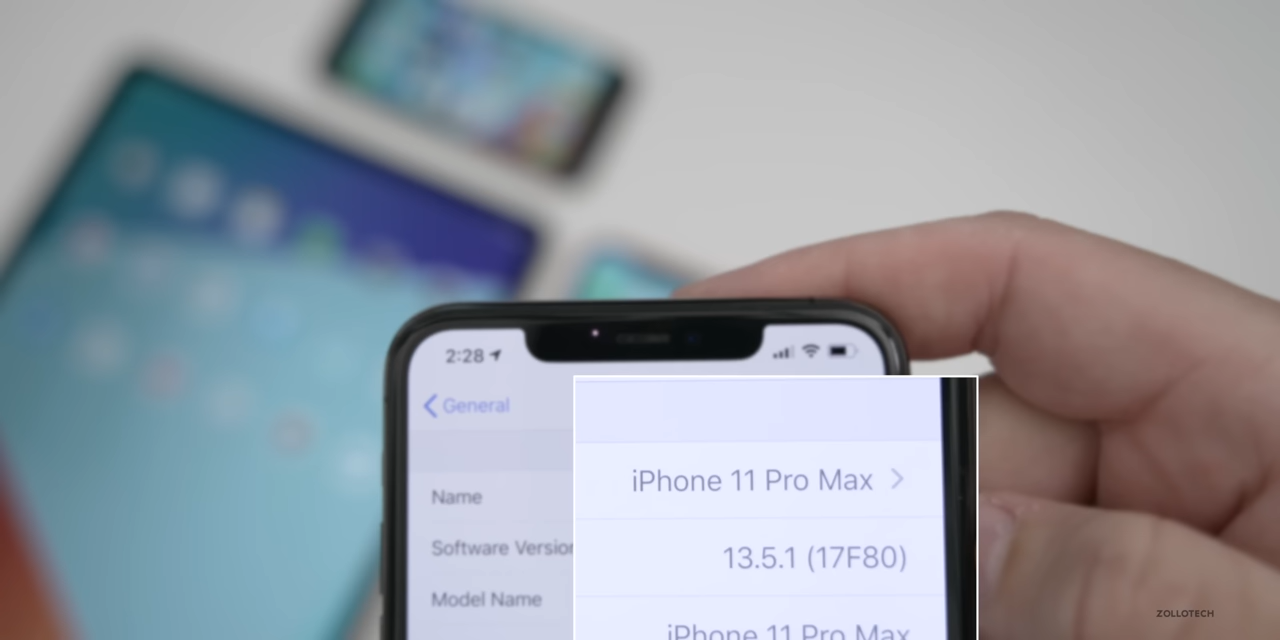 2:28
General
Name
iPhone 11 Pro Max
Software Version
13.5.1 (17F80)
Model Name
iPhone 11 Pro Max
ZOLLOTECH